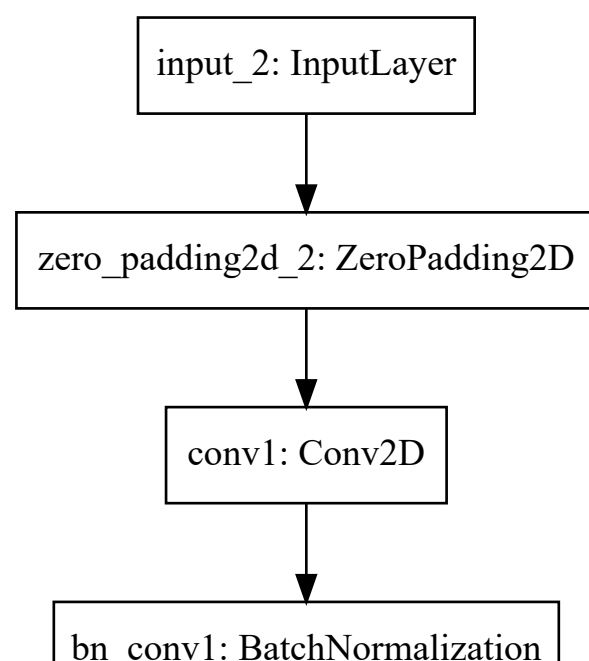 input_2: InputLayer
zero_padding2d_2: ZeroPadding2D
conv1: Conv2D
bn_conv1: BatchNormalization